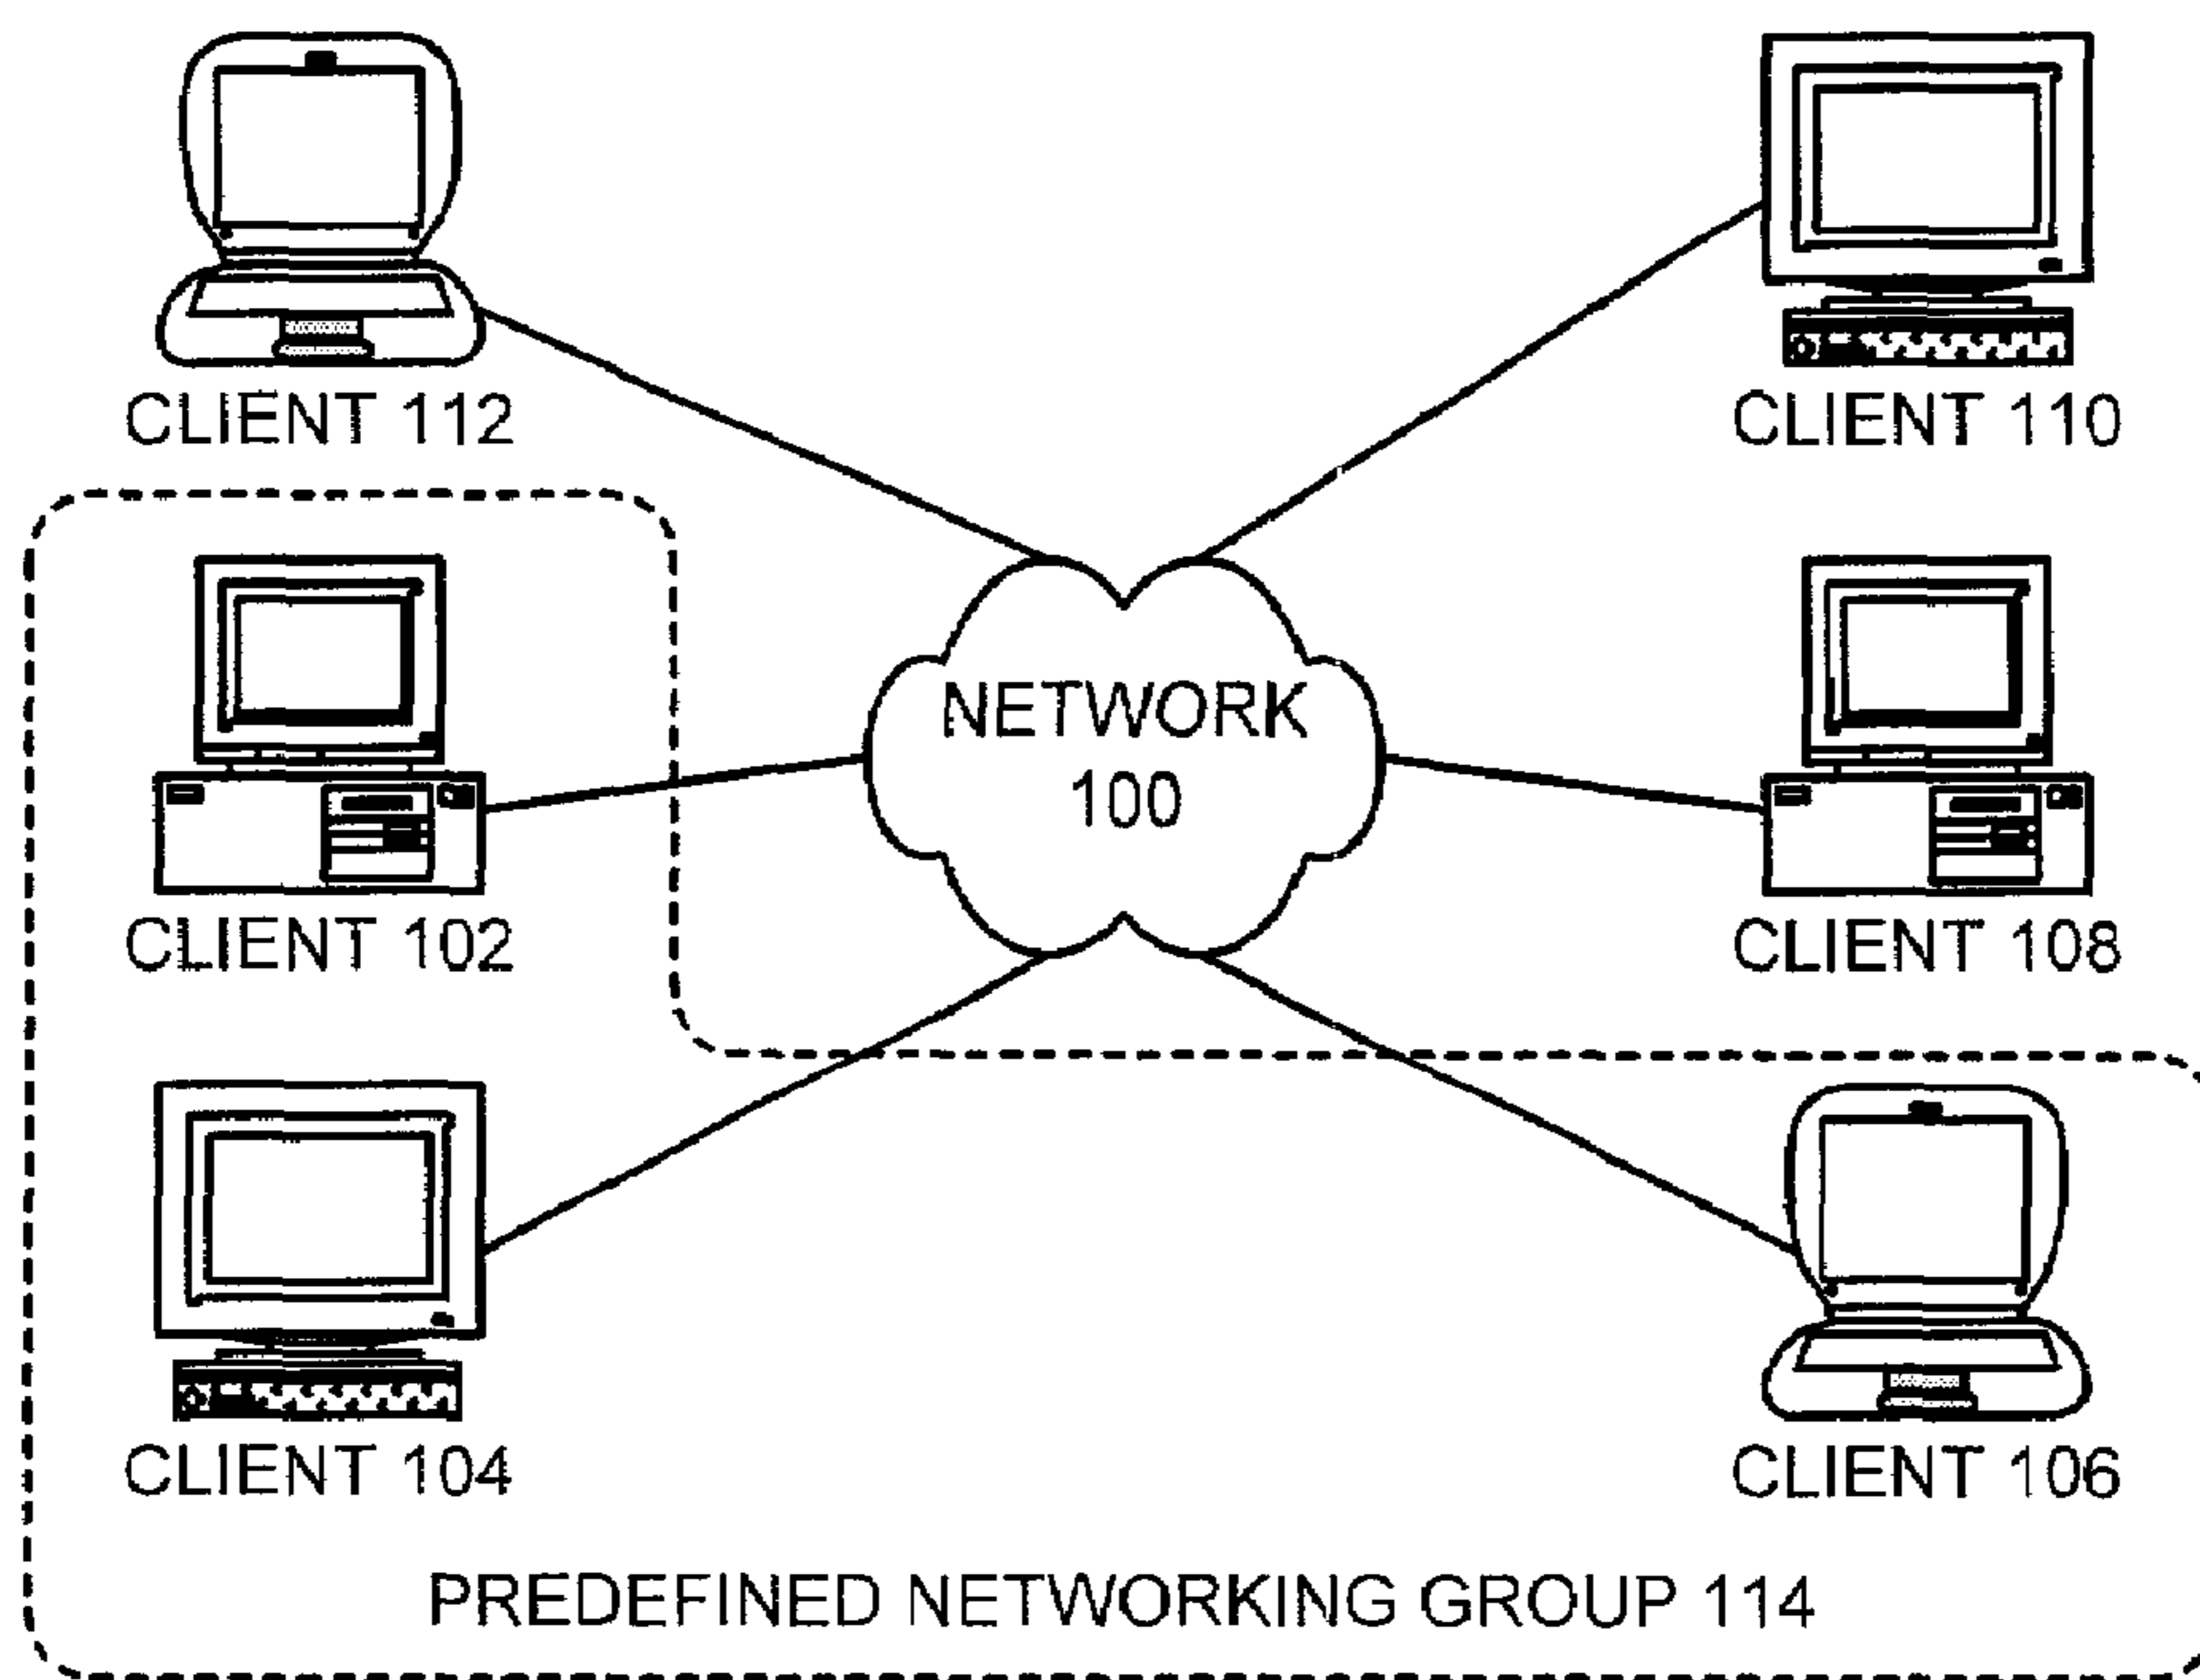 CLIENT 112
CLIENT 110
NETWORK
100
CLIENT 102
CLIENT 108
CLIENT 104
CLIENT 106
PREDEFINED NETWORKING GROUP 114